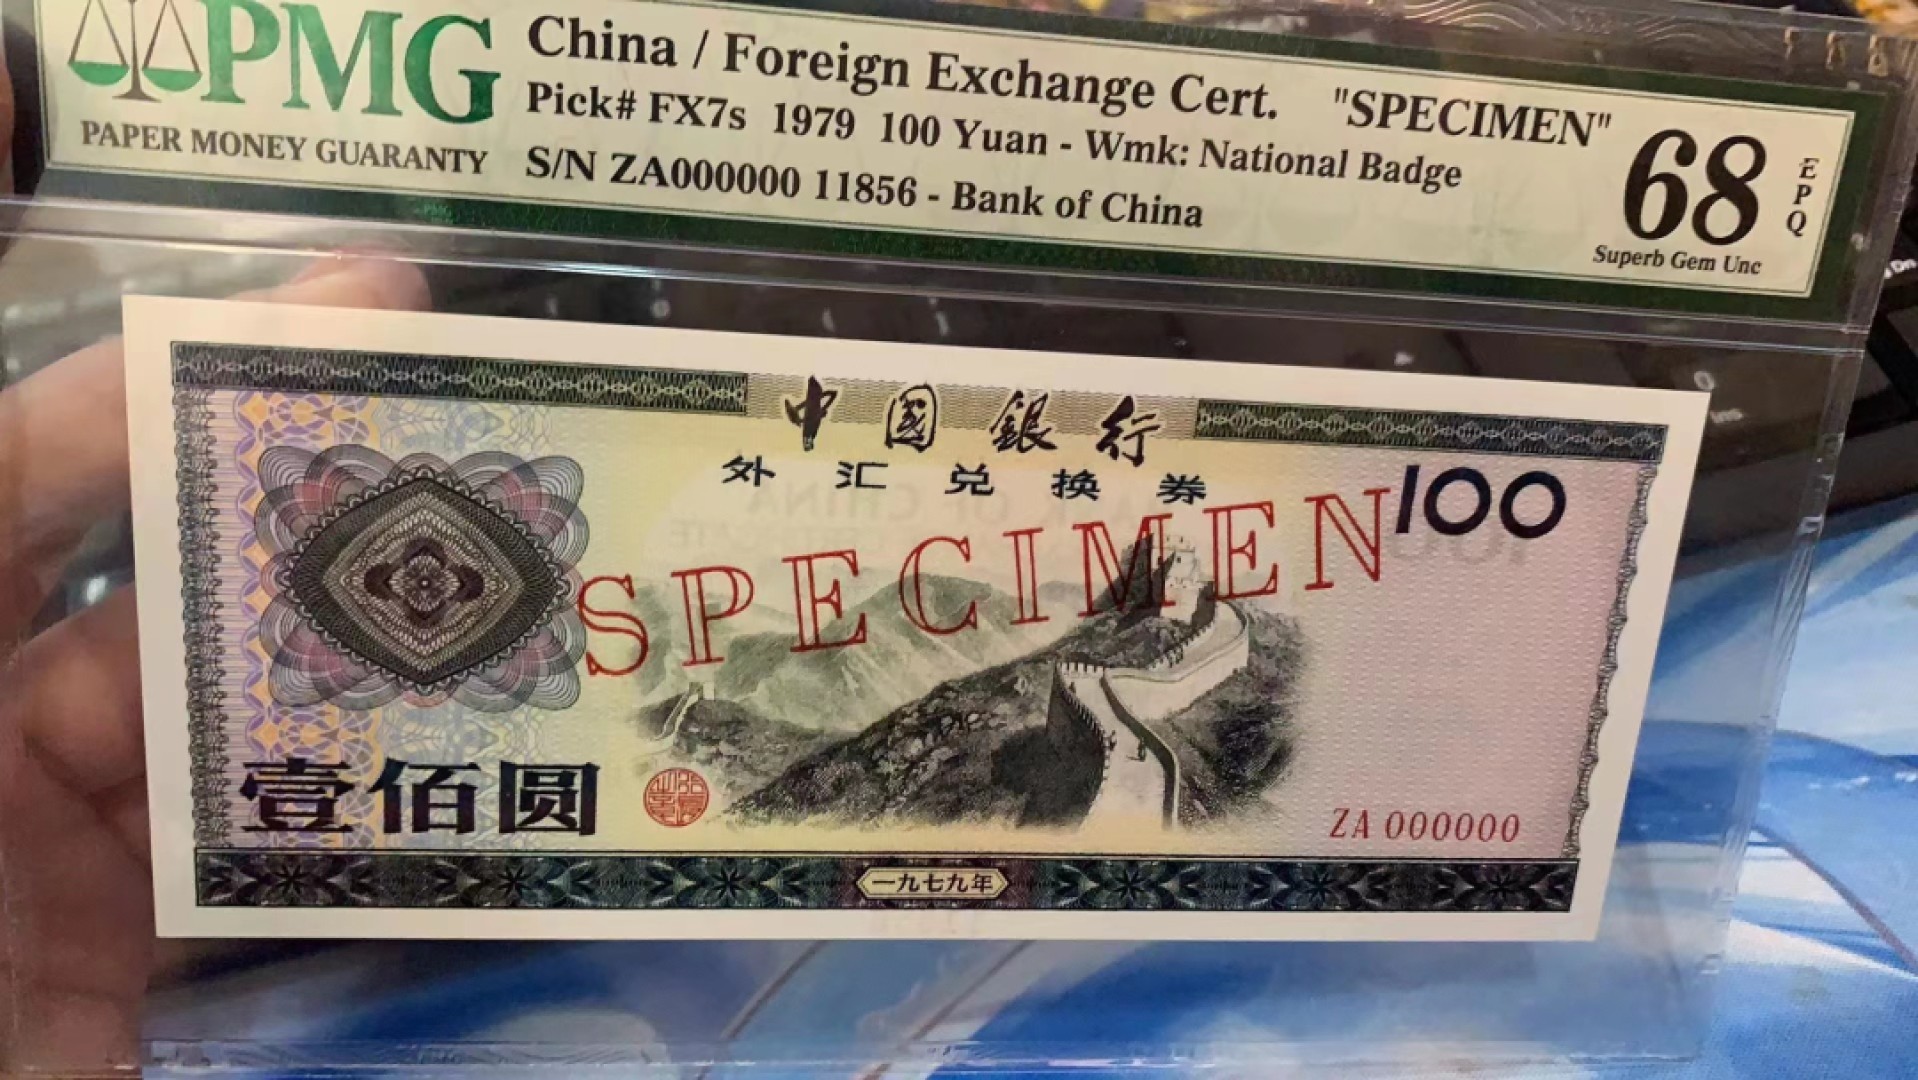 PMG
PAPER MONEY GUARANTY
China / Foreign Exchange Cert.
Pick# FX7s 1979 100 Yuan - Wmk: National Badge
S/N ZA000000 11856 - Bank of China
"SPECIMEN"
68
EPQ
Superb Gem Unc
中國銀行
外汇兑换券
100
SPECIMEN
壹佰圆
ZA 000000
一九七九年